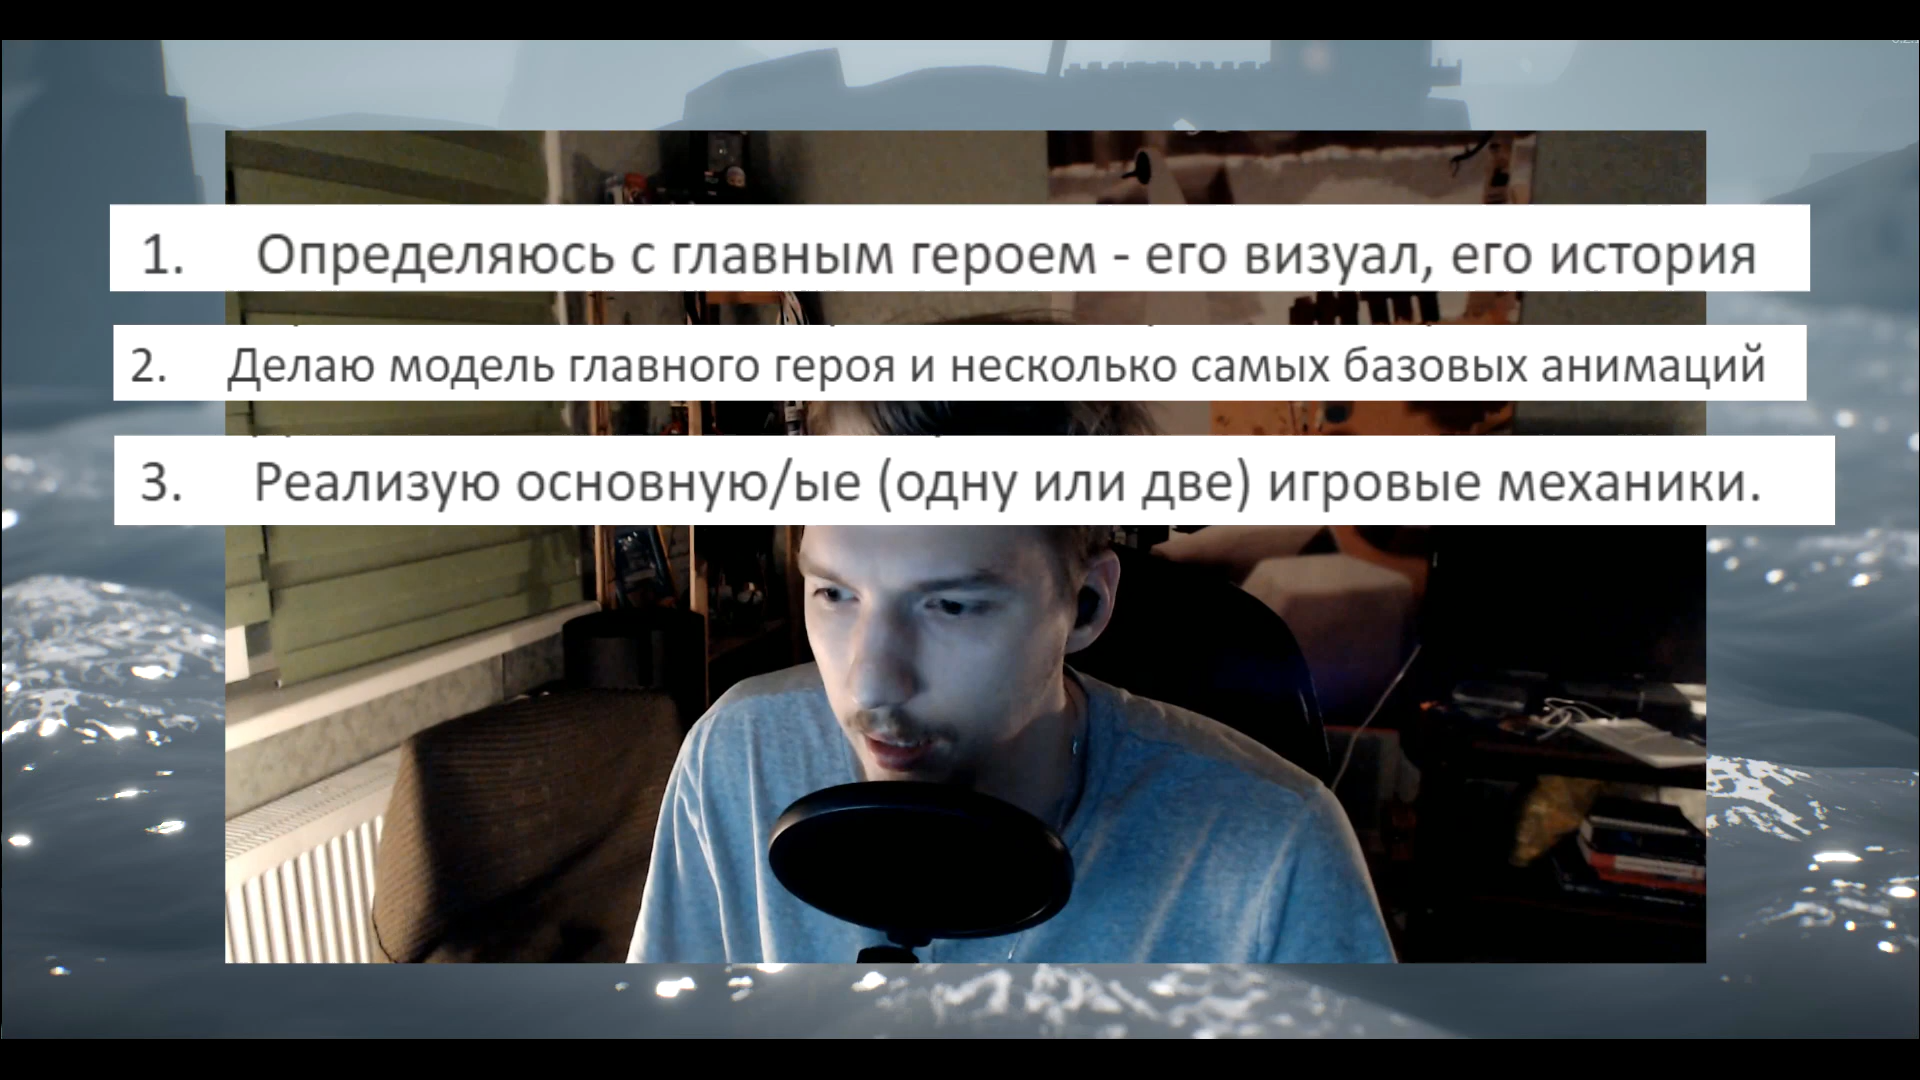 1. Определяюсь с главным героем - его визуал, его история
2. Делаю модель главного героя и несколько самых базовых анимаций
3. Реализую основную/ые (одну или две) игровые механики.